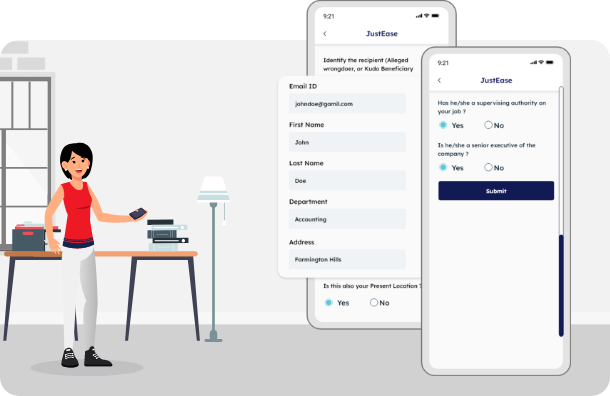 9:21
JustEase
Identify the recipient (Alleged
wrongdoer, or Kudo Beneficiary
Email ID
johndoe@gamil.com
First Name
John
Last Name
Doe
Department
Accounting
Address
Formington Hills
Is this also your Present Location ?
Yes No
9:21
JustEase
Has he/she a supervising authority on
your job ?
Yes No
Is he/she a senior executive of the
company ?
Yes No
Submit